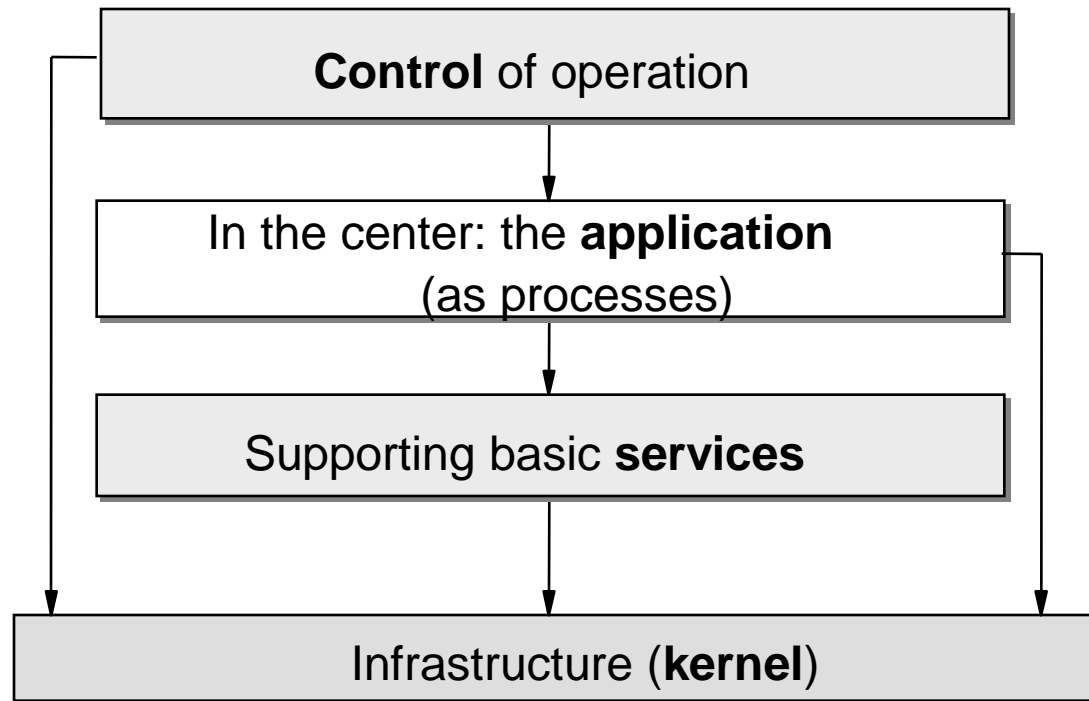 Control of operation
In the center: the application
(as processes)
Supporting basic services
Infrastructure (kernel)